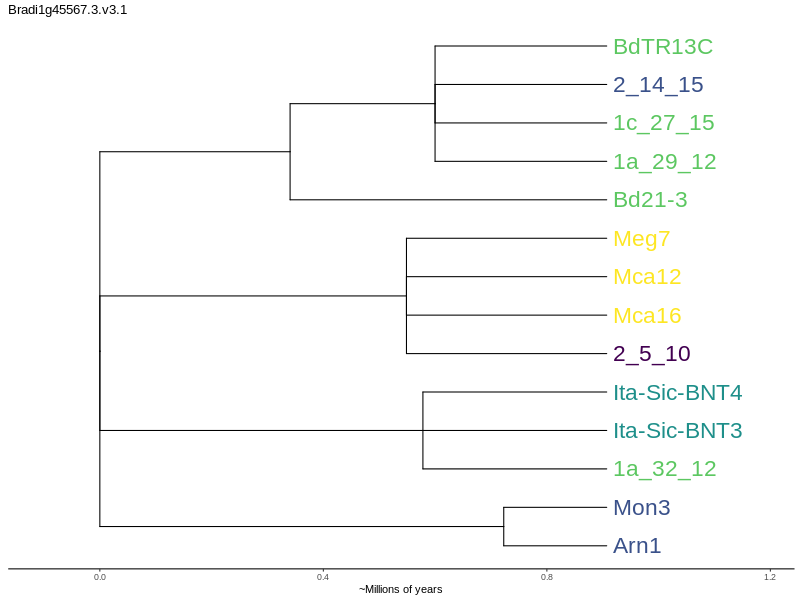 Bradi1g45567.3.v3.1
BdTR13C
2_14_15
1c_27_15
1a_29_12
Bd21-3
Meg7
Mca12
Mca16
2_5_10
Ita-Sic-BNT4
Ita-Sic-BNT3
1a_32_12
Mon3
Arn1
0.0 0.4 0.8 1.2
~Millions of years